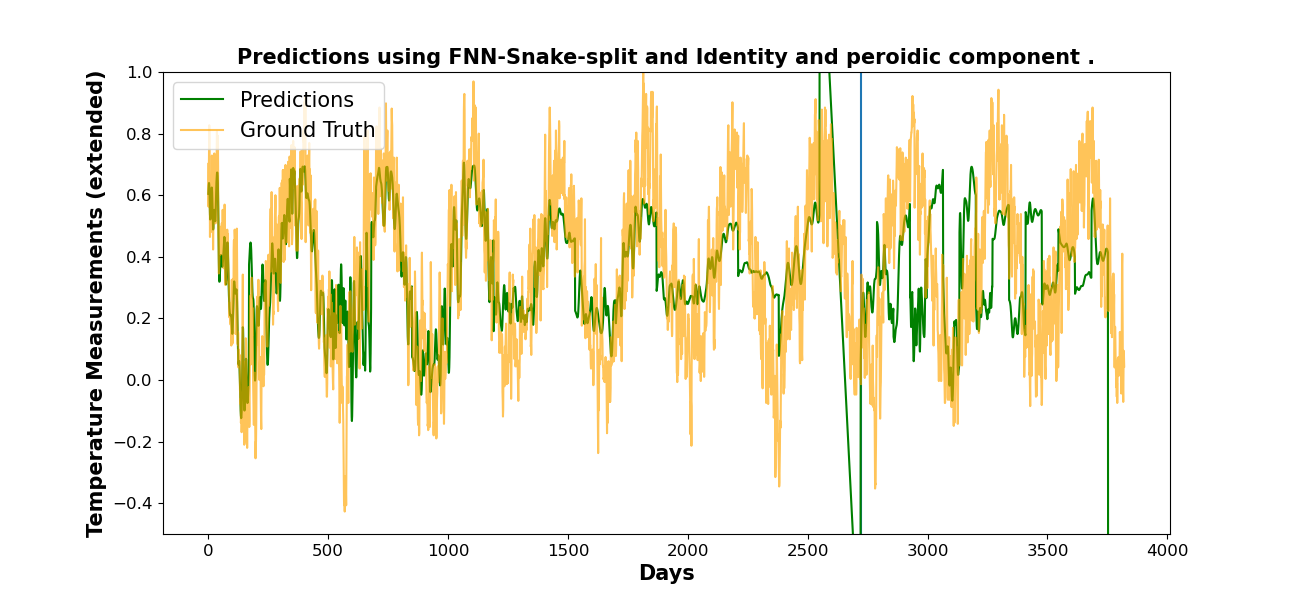 Predictions using FNN-Snake-split and Identity and peroidic component .
Temperature Measurements (extended)
1.0
0.8
0.6
0.4
0.2
0.0
−0.2
−0.4
Predictions
Ground Truth
0 500 1000 1500 2000 2500 3000 3500 4000
Days